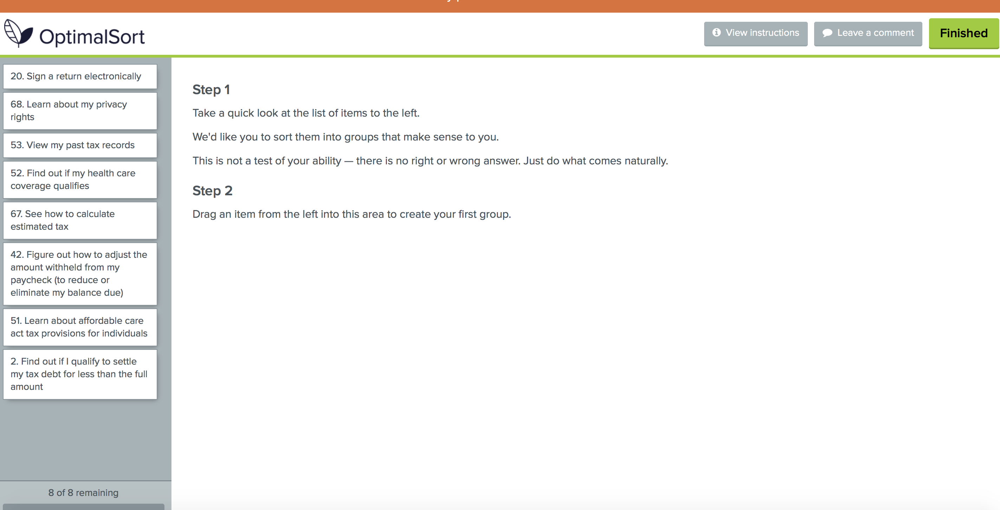 OptimalSort
View instructions
Leave a comment
Finished
20. Sign a return electronically
68. Learn about my privacy
rights
53. View my past tax records
52. Find out if my health care
coverage qualifies
67. See how to calculate
estimated tax
42. Figure out how to adjust the
amount withheld from my
paycheck (to reduce or
eliminate my balance due)
51. Learn about affordable care
act tax provisions for individuals
2. Find out if I qualify to settle
my tax debt for less than the full
amount
8 of 8 remaining
Step 1
Take a quick look at the list of items to the left.
We'd like you to sort them into groups that make sense to you.
This is not a test of your ability — there is no right or wrong answer. Just do what comes naturally.
Step 2
Drag an item from the left into this area to create your first group.